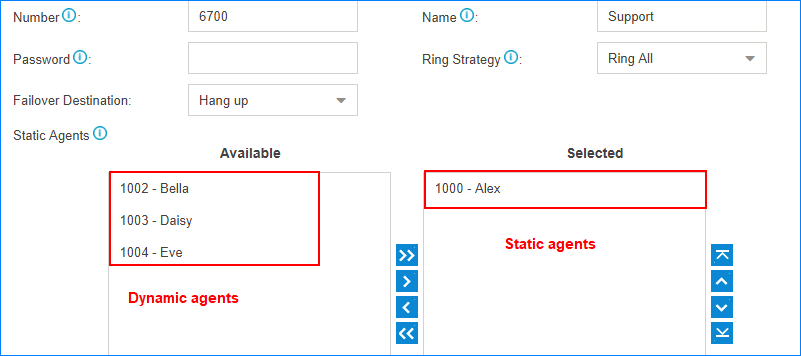 Number ⓘ: 6700 Name ⓘ: Support
Password ⓘ: Ring Strategy ⓘ: Ring All
Failover Destination: Hang up
Static Agents ⓘ
Available Selected
1002 - Bella 1000 - Alex
1003 - Daisy
1004 - Eve
Static agents
Dynamic agents